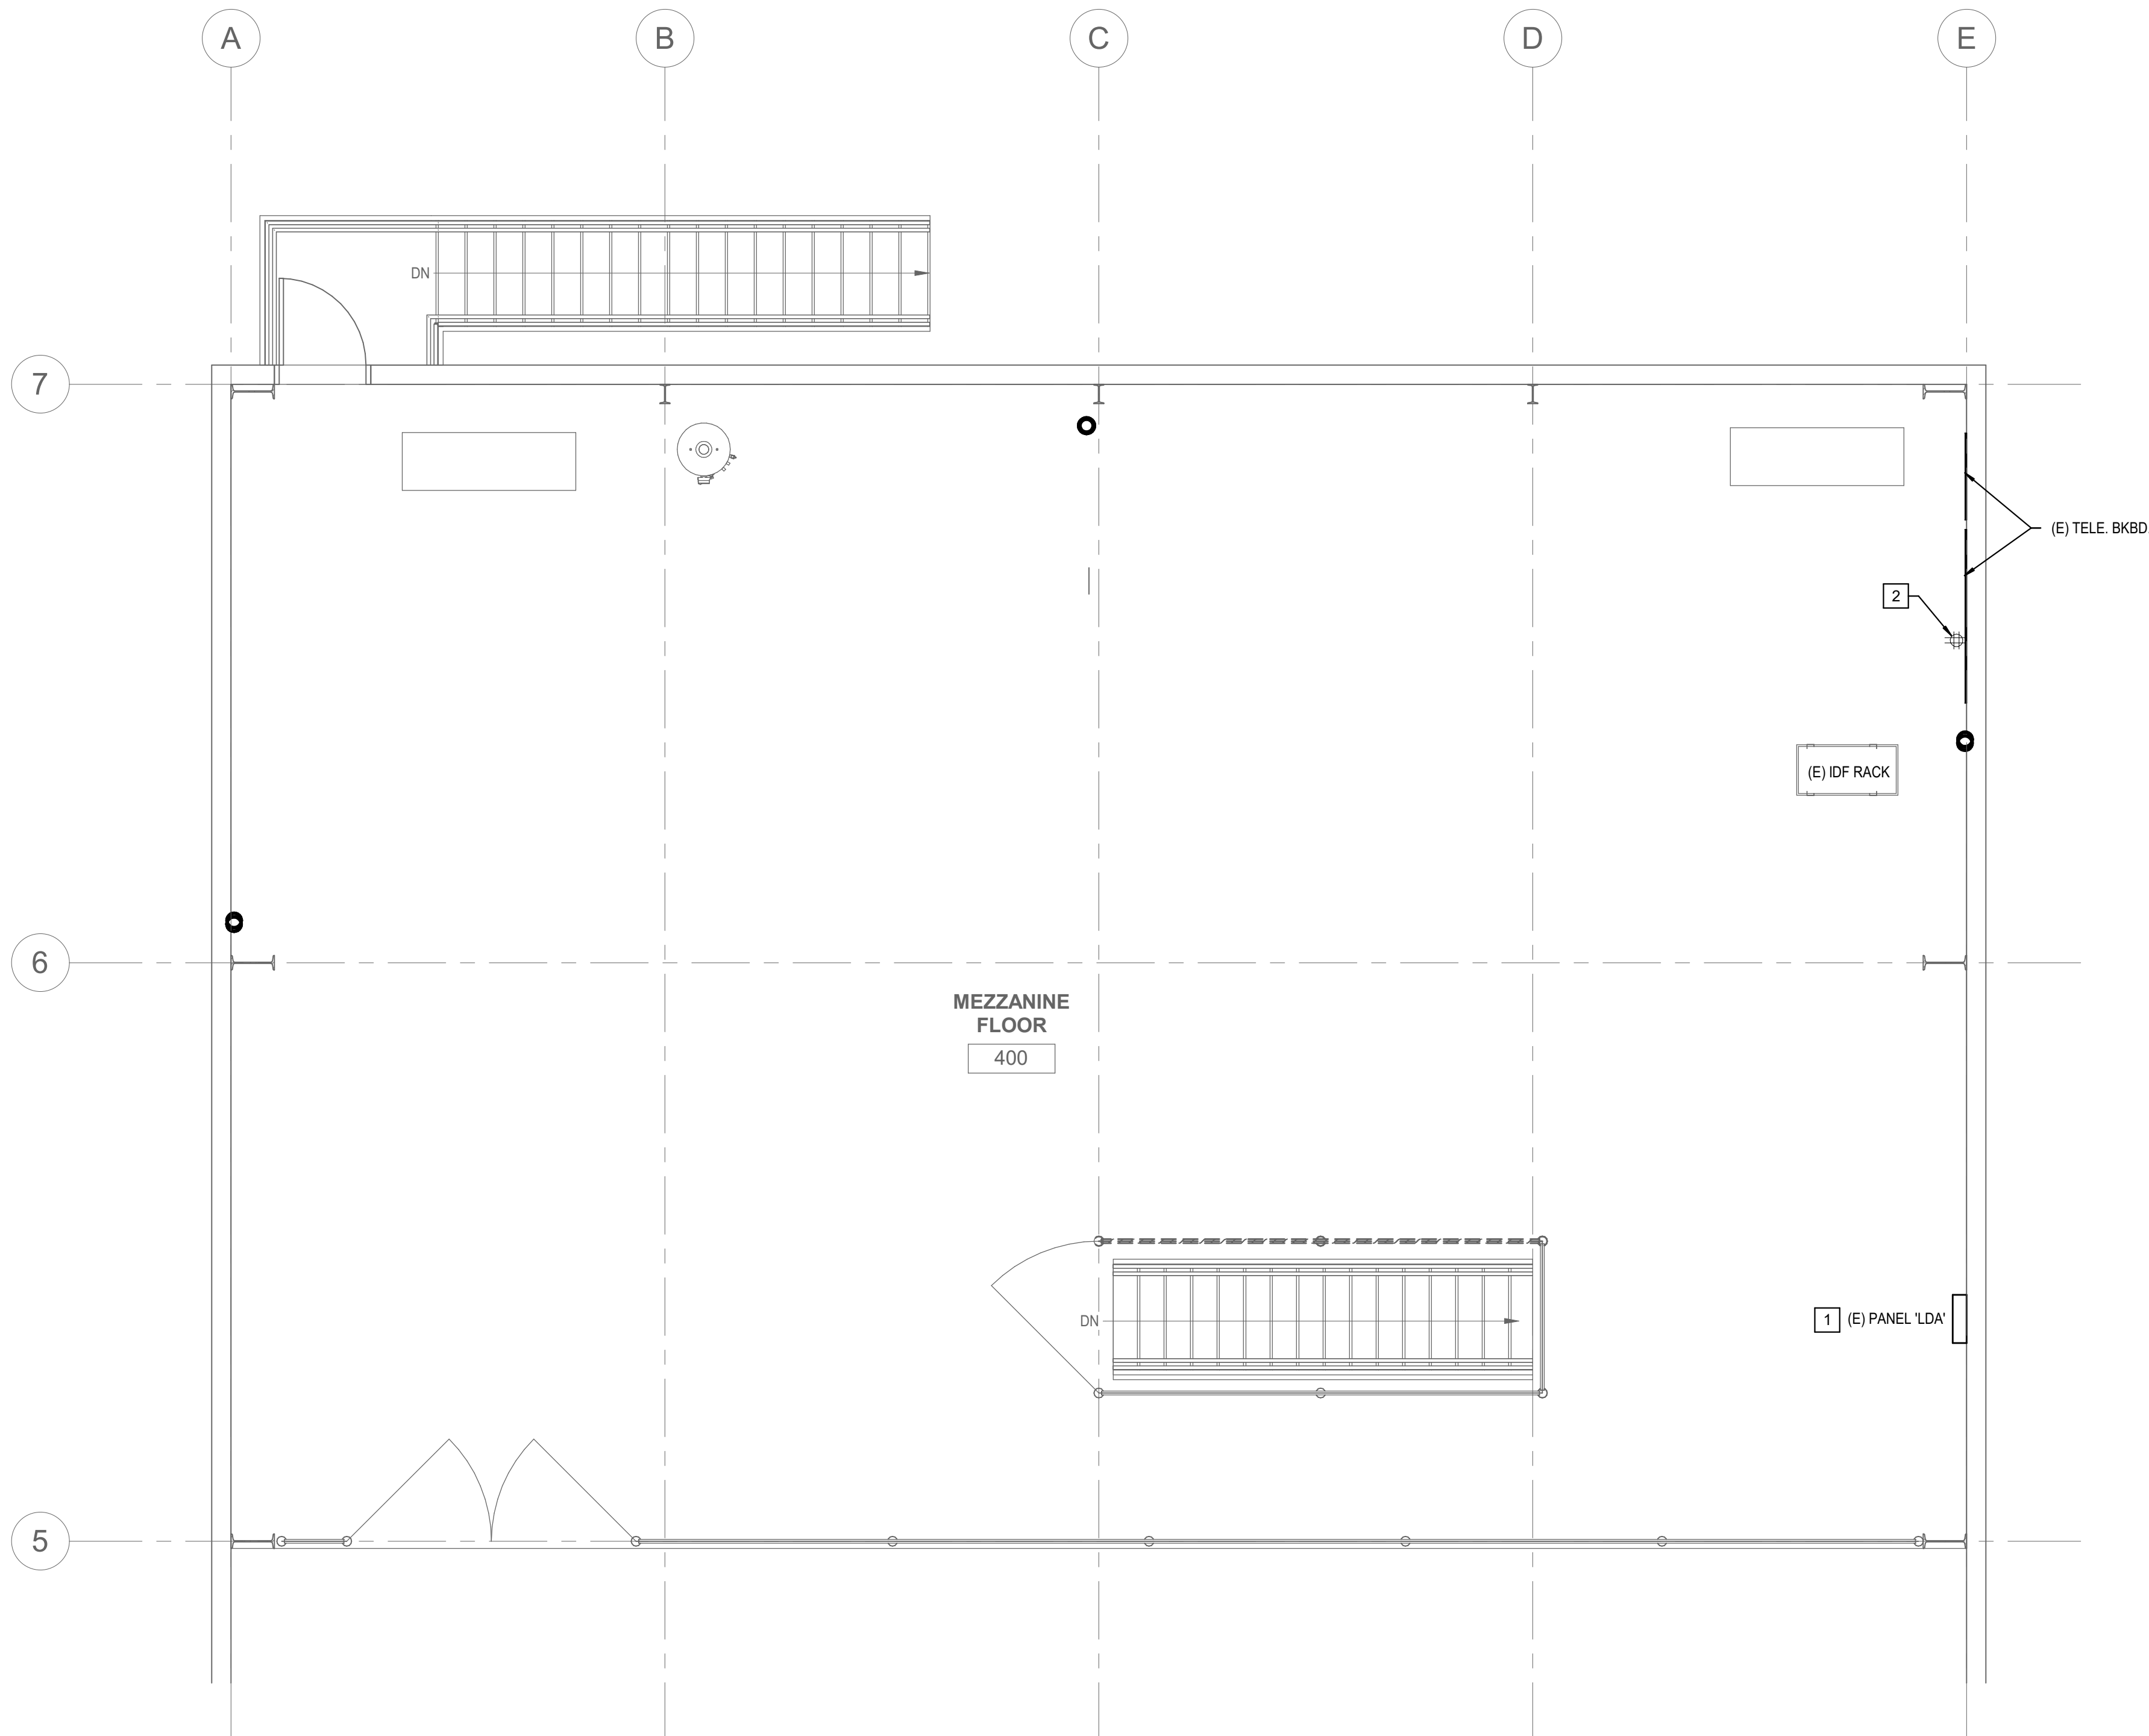 A
B
C
D
E
DN
7
(E) TELE. BKBD
2
(E) IDF RACK
6
MEZZANINE
FLOOR
400
DN
1
(E) PANEL 'LDA'
5